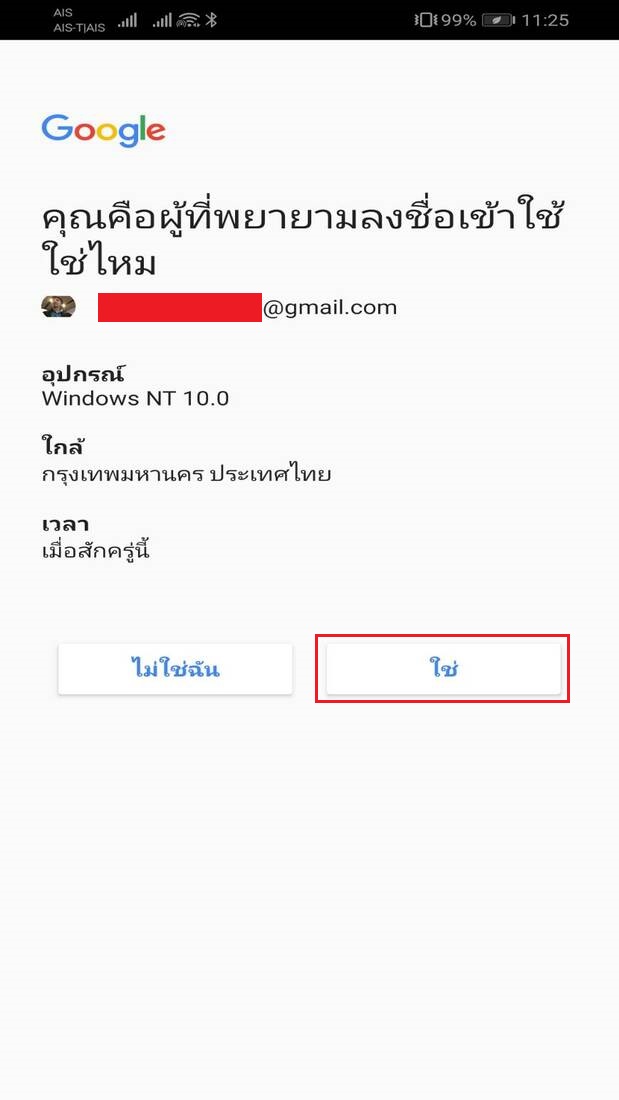 AIS
AIS-T|AIS
99%
11:25
Google
คุณคือผู้ที่พยายามลงชื่อเข้าใช้
ใช่ไหม
@gmail.com
อุปกรณ์
Windows NT 10.0
ใกล้
กรุงเทพมหานคร ประเทศไทย
เวลา
เมื่อสักครู่นี้
ไม่ใช่ฉัน
ใช่